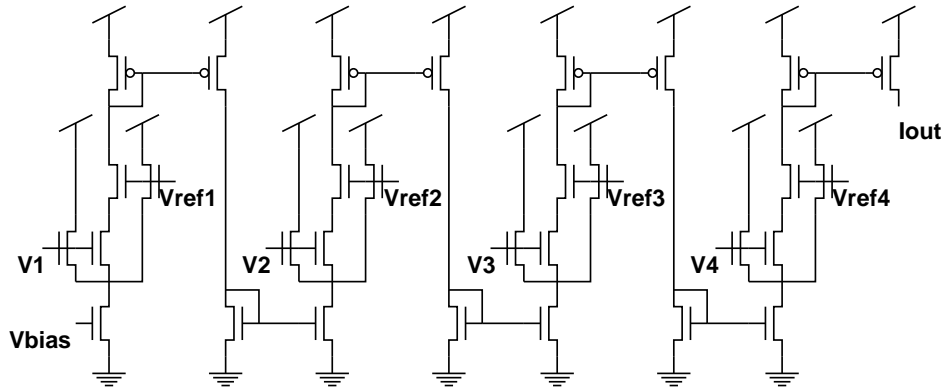 Iout
Vref1
Vref2
Vref3
Vref4
V1
V2
V3
V4
Vbias